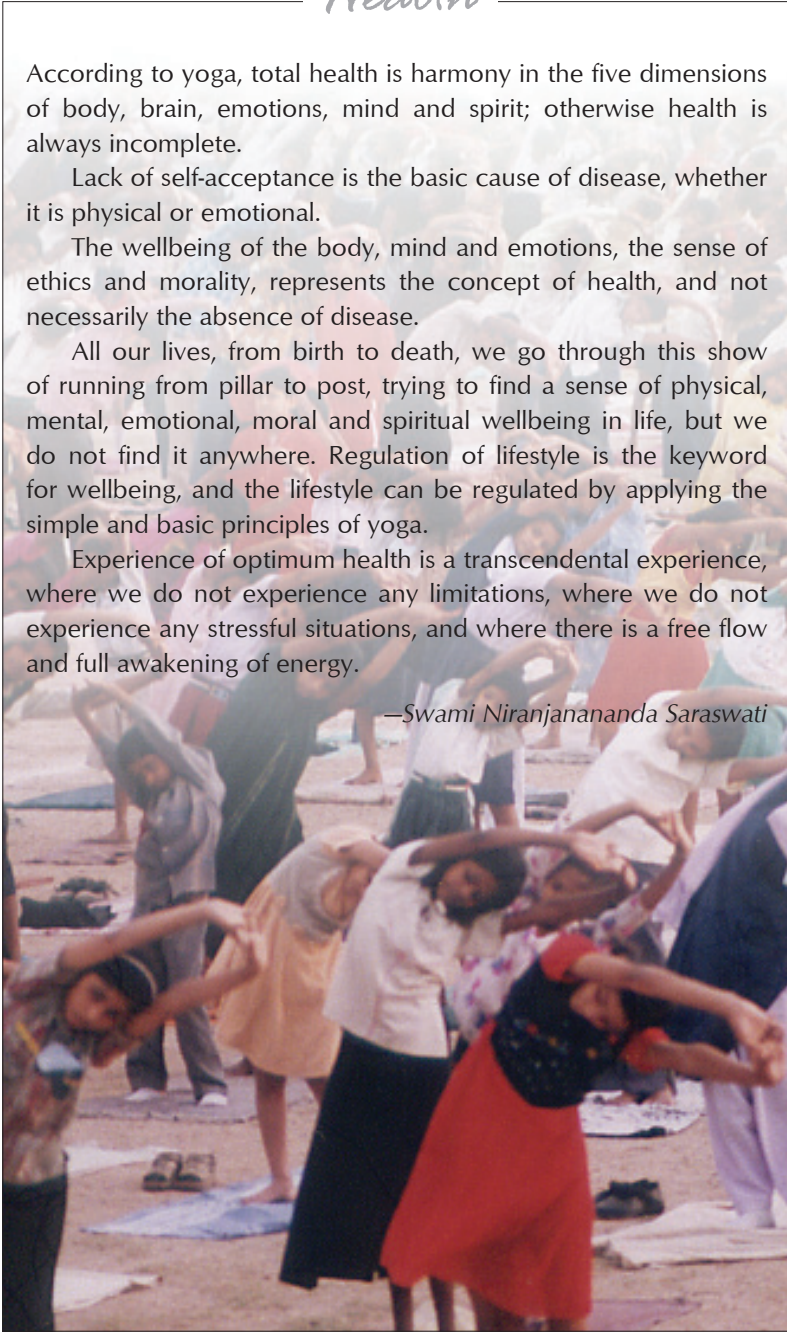 Health
According to yoga, total health is harmony in the five dimensions
of body, brain, emotions, mind and spirit; otherwise health is
always incomplete.
Lack of self-acceptance is the basic cause of disease, whether
it is physical or emotional.
The wellbeing of the body, mind and emotions, the sense of
ethics and morality, represents the concept of health, and not
necessarily the absence of disease.
All our lives, from birth to death, we go through this show
of running from pillar to post, trying to find a sense of physical,
mental, emotional, moral and spiritual wellbeing in life, but we
do not find it anywhere. Regulation of lifestyle is the keyword
for wellbeing, and the lifestyle can be regulated by applying the
simple and basic principles of yoga.
Experience of optimum health is a transcendental experience,
where we do not experience any limitations, where we do not
experience any stressful situations, and where there is a free flow
and full awakening of energy.
—Swami Niranjanananda Saraswati